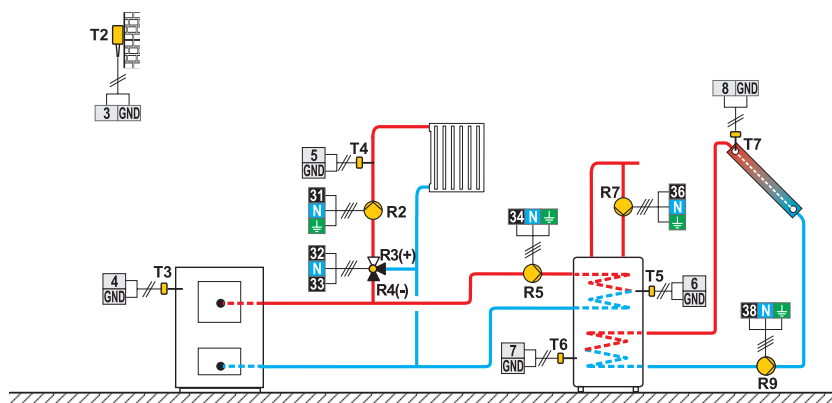 T2
3 GND
8 GND
T7
5
GND
T4
31
N
R2
R7
36
N
34 N
32
N
33
R3(+)
R4(-)
R5
4
GND
T3
T5
6
GND
38 N
7
GND
T6
R9